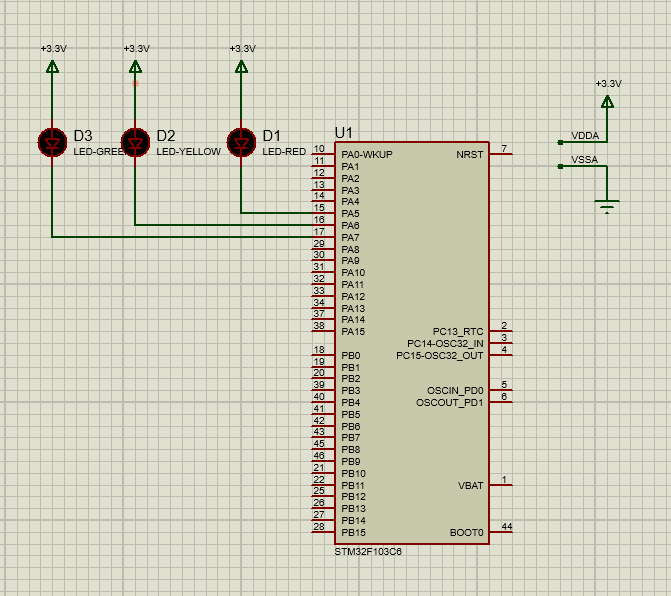 +3.3V +3.3V +3.3V
+3.3V
D3 D2 D1 U1
LED-GREE LED-YELLOW LED-RED
VDDA
VSSA
10 PA0-WKUP NRST 7
11 PA1
12 PA2
13 PA3
14 PA4
15 PA5
16 PA6
17 PA7
29 PA8
30 PA9
31 PA10
32 PA11
33 PA12
34 PA13
37 PA14
38 PA15 PC13_RTC 2
PC14-OSC32_IN 3
18 PB0 PC15-OSC32_OUT 4
19 PB1
20 PB2
39 PB3 OSCIN_PD0 5
40 PB4 OSCOUT_PD1 6
41 PB5
42 PB6
43 PB7
45 PB8
46 PB9
21 PB10
22 PB11 VBAT 1
25 PB12
26 PB13
27 PB14
28 PB15 BOOT0 44
STM32F103C6